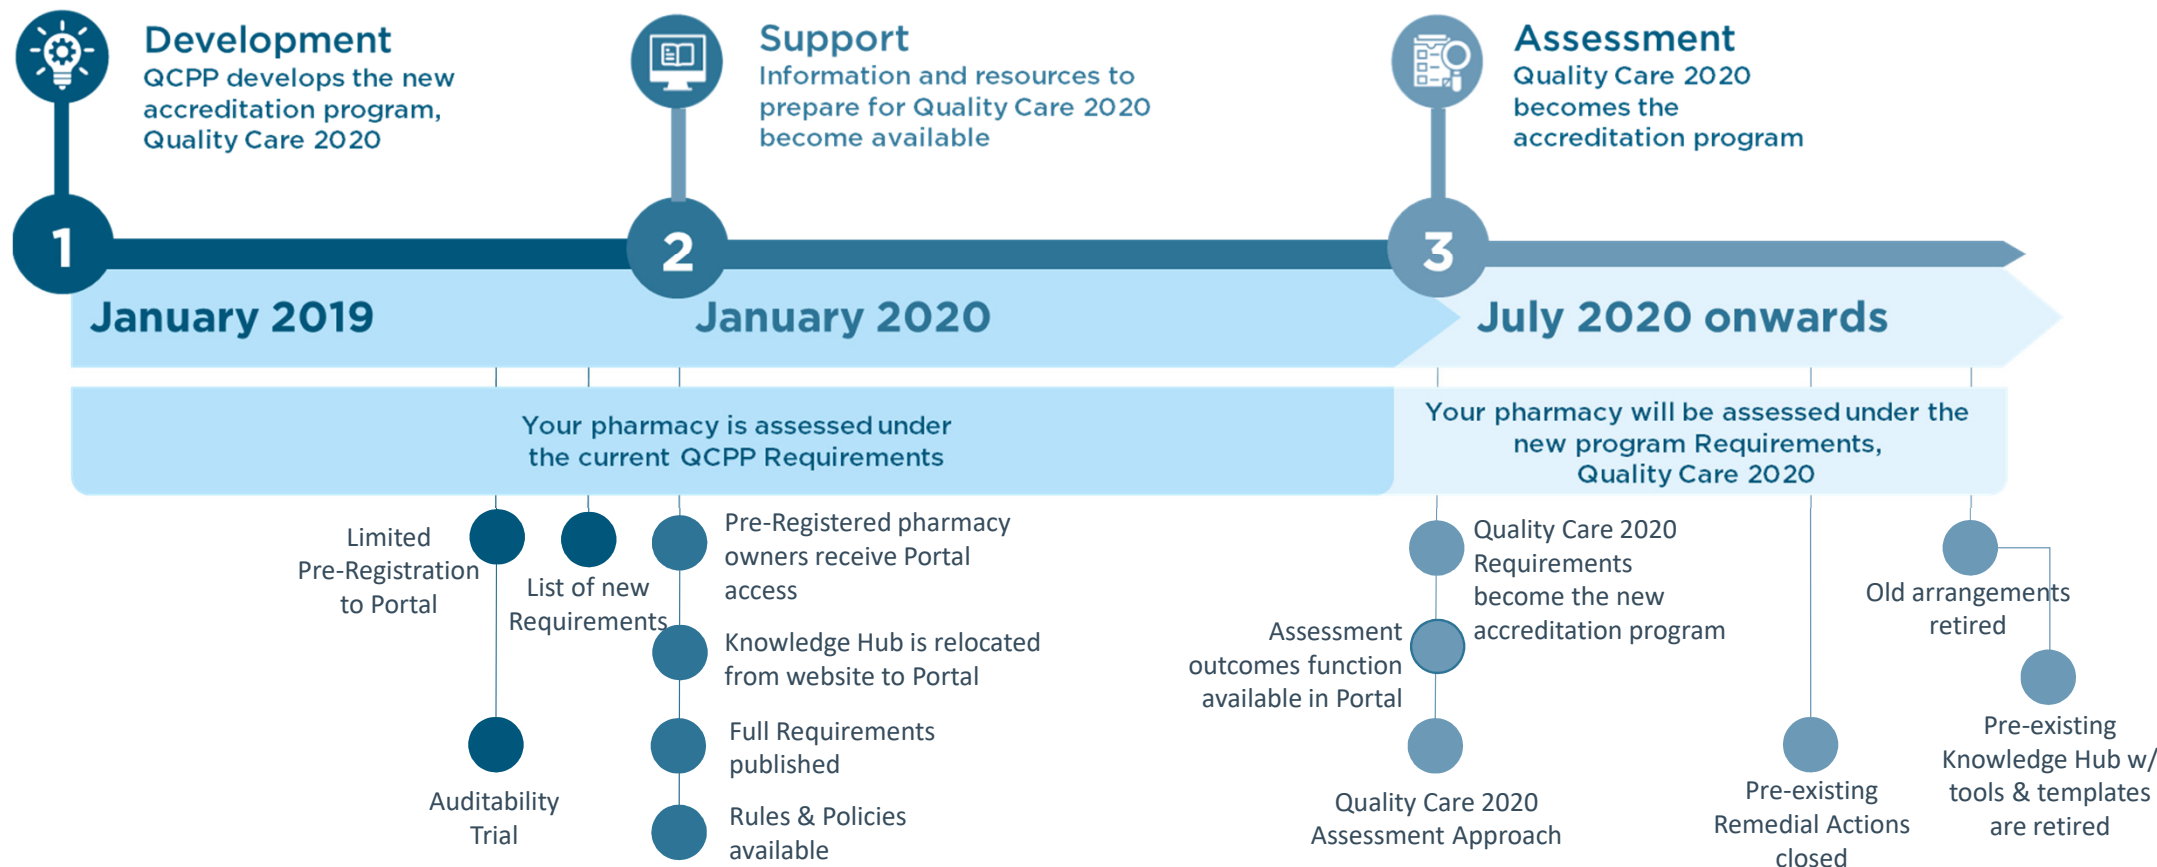 Development
QCPP develops the new
accreditation program,
Quality Care 2020
Support
Information and resources to
prepare for Quality Care 2020
become available
Assessment
Quality Care 2020
becomes the
accreditation program
1
2
3
January 2019
January 2020
July 2020 onwards
Your pharmacy is assessed under
the current QCPP Requirements
Your pharmacy will be assessed under the
new program Requirements,
Quality Care 2020
Limited
Pre-Registration
to Portal
Auditability
Trial
List of new
Requirements
Pre-Registered pharmacy
owners receive Portal
access
Knowledge Hub is relocated
from website to Portal
Full Requirements
published
Rules & Policies
available
Quality Care 2020
Requirements
become the new
accreditation program
Assessment
outcomes function
available in Portal
Quality Care 2020
Assessment Approach
Pre-existing
Remedial Actions
closed
Old arrangements
retired
Pre-existing
Knowledge Hub w/
tools & templates
are retired